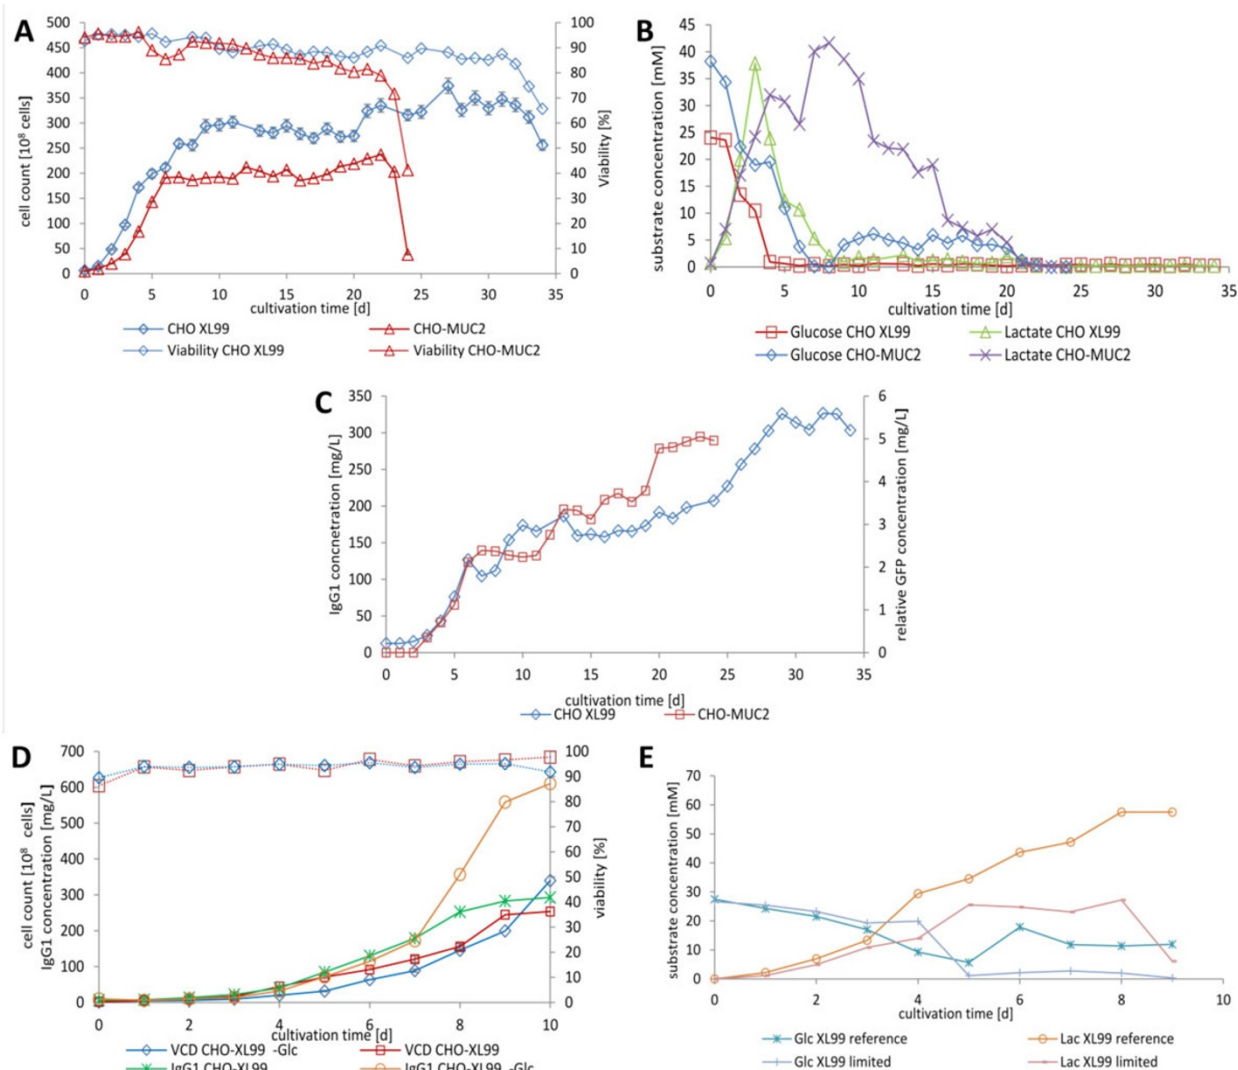 A
500
450
400
350
300
250
200
150
100
50
0
cell count [10⁸ cells]
100
90
80
70
60
50
40
30
20
10
0
Viability [%]
0 5 10 15 20 25 30 35
cultivation time [d]
CHO XL99 CHO-MUC2
Viability CHO XL99 Viability CHO-MUC2
B
45
40
35
30
25
20
15
10
5
0
substrate concentration [mM]
0 5 10 15 20 25 30 35
cultivation time [d]
Glucose CHO XL99 Lactate CHO XL99
Glucose CHO-MUC2 Lactate CHO-MUC2
C
350
300
250
200
150
100
50
0
IgG1 concnetration [mg/L]
6
5
4
3
2
1
0
relative GFP concentration [mg/L]
0 5 10 15 20 25 30 35
cultivation time [d]
CHO XL99 CHO-MUC2
D
700
600
500
400
300
200
100
0
cell count [10⁸ cells]
IgG1 concentration [mg/L]
100
90
80
70
60
50
40
30
20
10
0
viability [%]
0 2 4 6 8 10
cultivation time [d]
VCD CHO-XL99 -Glc VCD CHO-XL99
IgG1 CHO-XL99 IgG1 CHO-XL99 -Glc
E
70
60
50
40
30
20
10
0
substrate concentration [mM]
0 2 4 6 8 10
cultivation time [d]
Glc XL99 reference Lac XL99 reference
Glc XL99 limited Lac XL99 limited